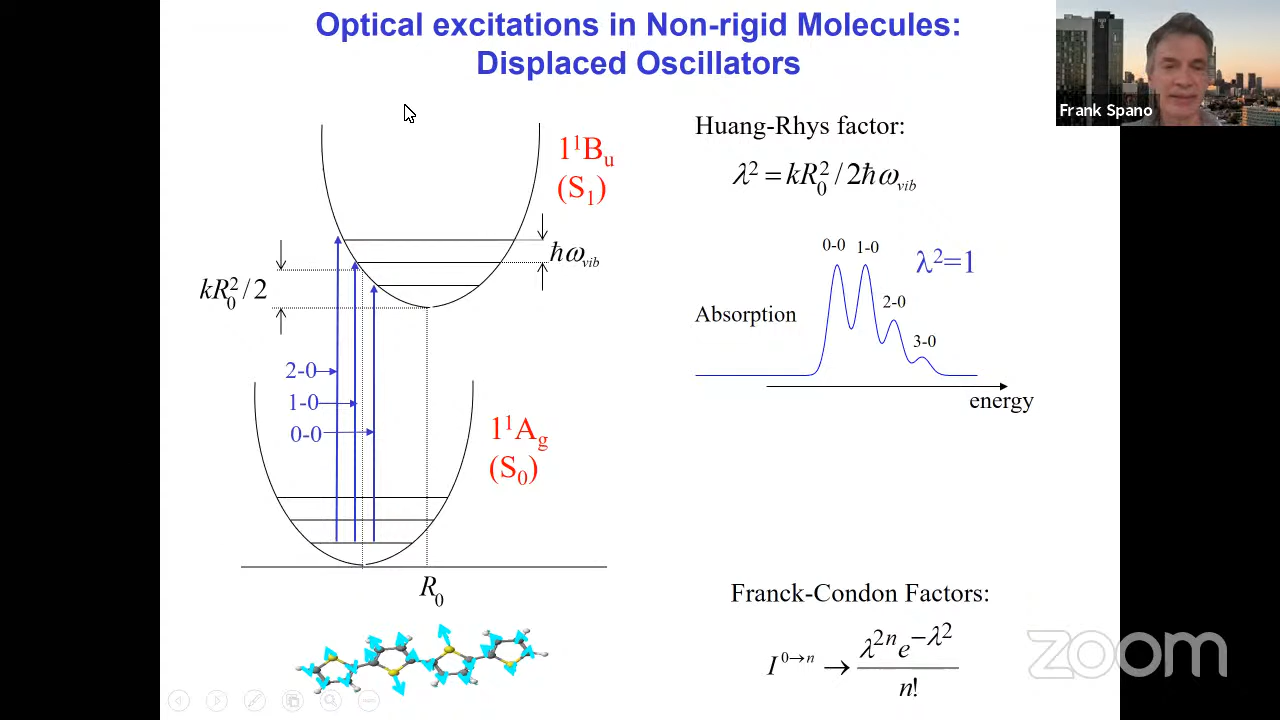 Optical excitations in Non-rigid Molecules:
Displaced Oscillators
Frank Spano
1¹Bᵤ
(S₁)
ħω_vib
kR₀²/2
2-0
1-0
0-0
1¹A_g
(S₀)
R₀
Huang-Rhys factor:
λ² = kR₀² / 2ħω_vib
0-0 1-0
λ²=1
2-0
Absorption
3-0
energy
Franck-Condon Factors:
I^{0→n} → λ^{2n} e^{−λ²} / n!
zoom